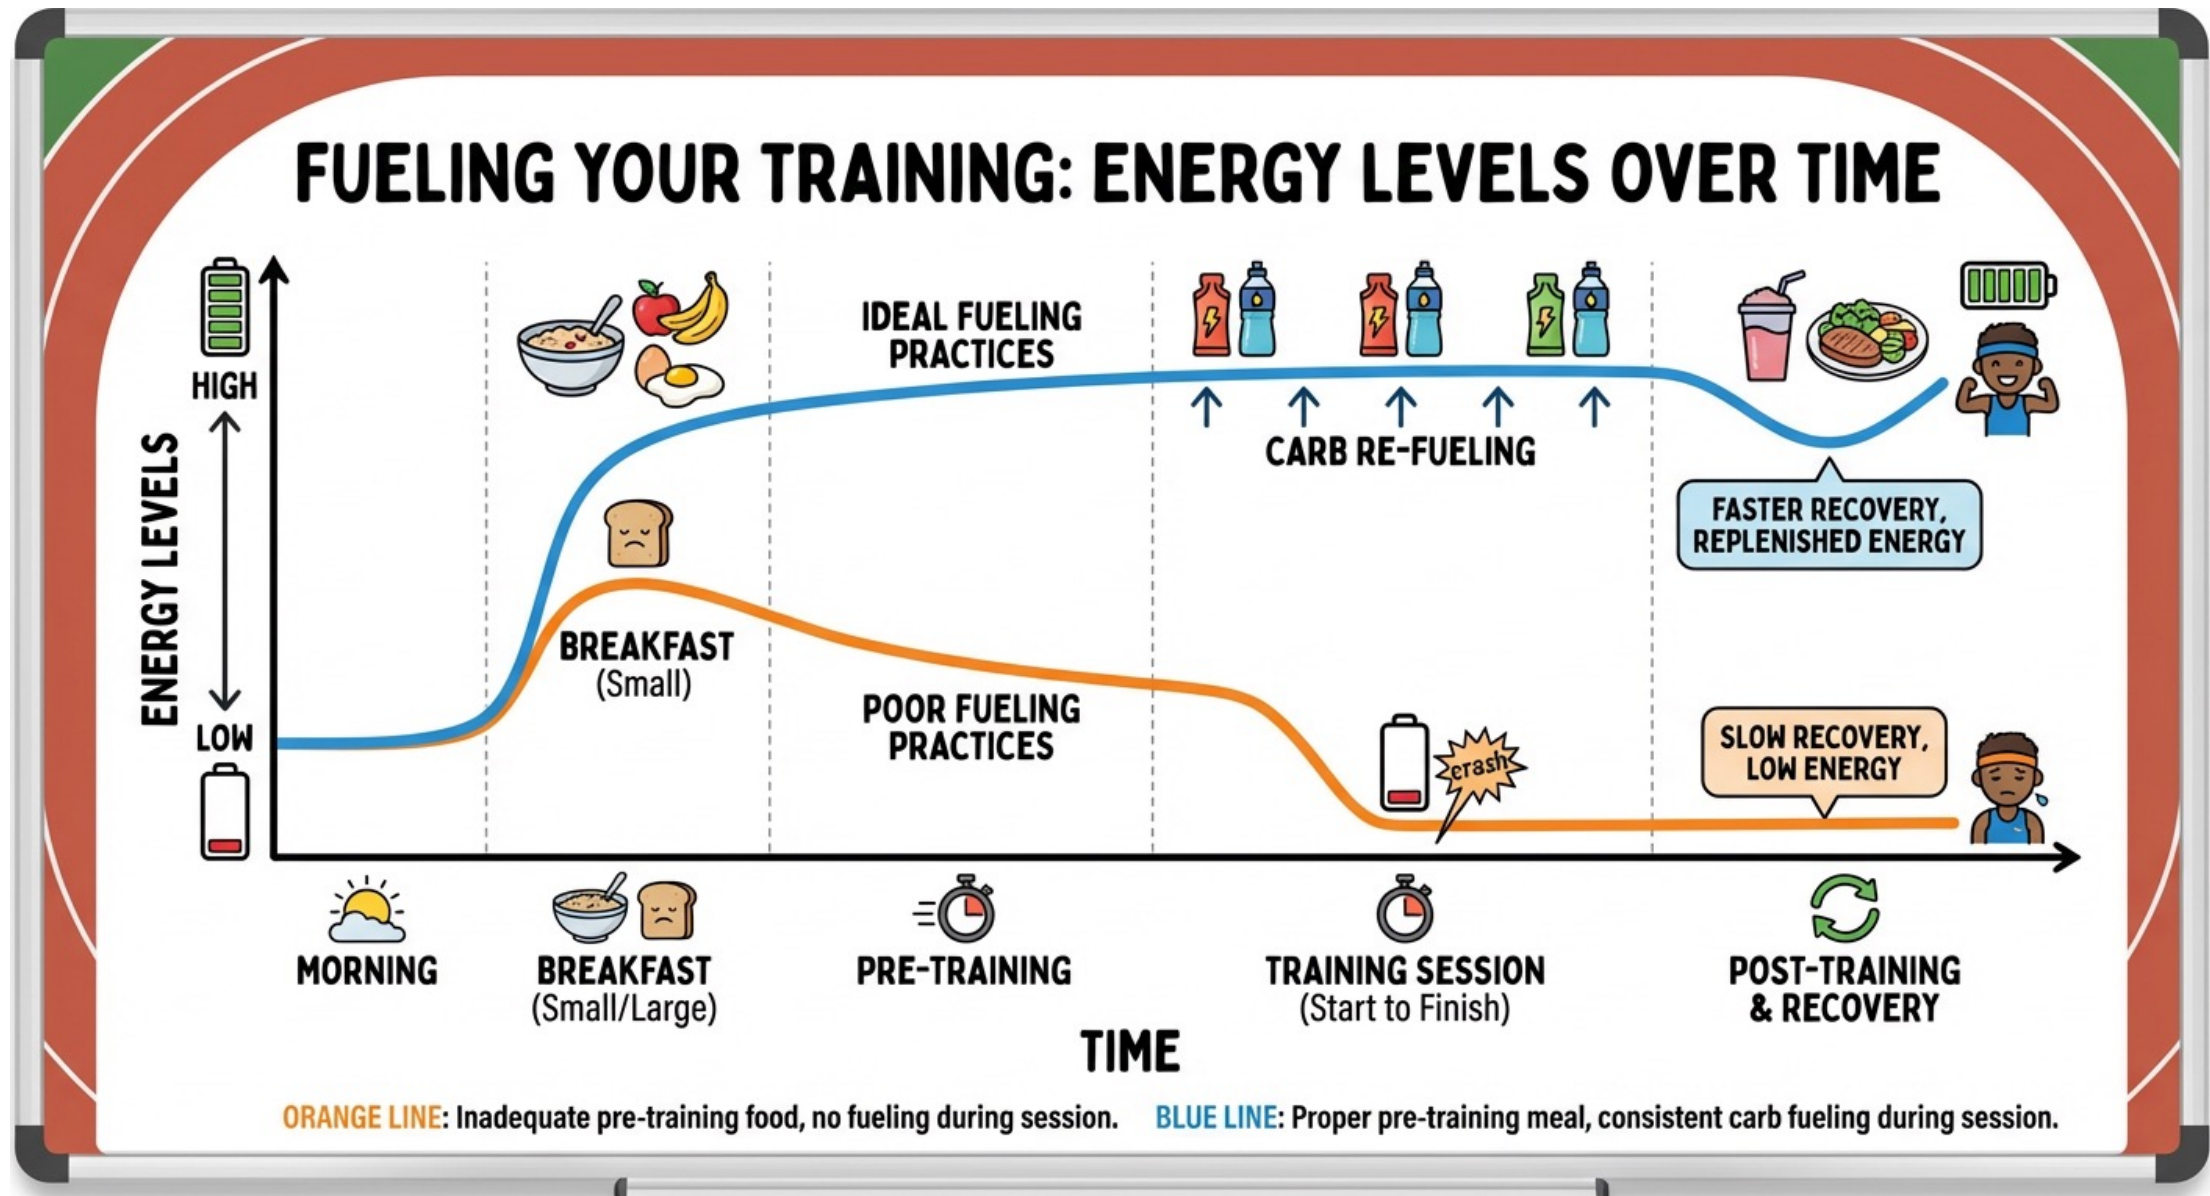 FUELING YOUR TRAINING: ENERGY LEVELS OVER TIME
HIGH
ENERGY LEVELS
LOW
IDEAL FUELING
PRACTICES
CARB RE-FUELING
FASTER RECOVERY,
REPLENISHED ENERGY
BREAKFAST
(Small)
POOR FUELING
PRACTICES
crash
SLOW RECOVERY,
LOW ENERGY
MORNING
BREAKFAST
(Small/Large)
PRE-TRAINING
TRAINING SESSION
(Start to Finish)
POST-TRAINING
& RECOVERY
TIME
ORANGE LINE: Inadequate pre-training food, no fueling during session.
BLUE LINE: Proper pre-training meal, consistent carb fueling during session.